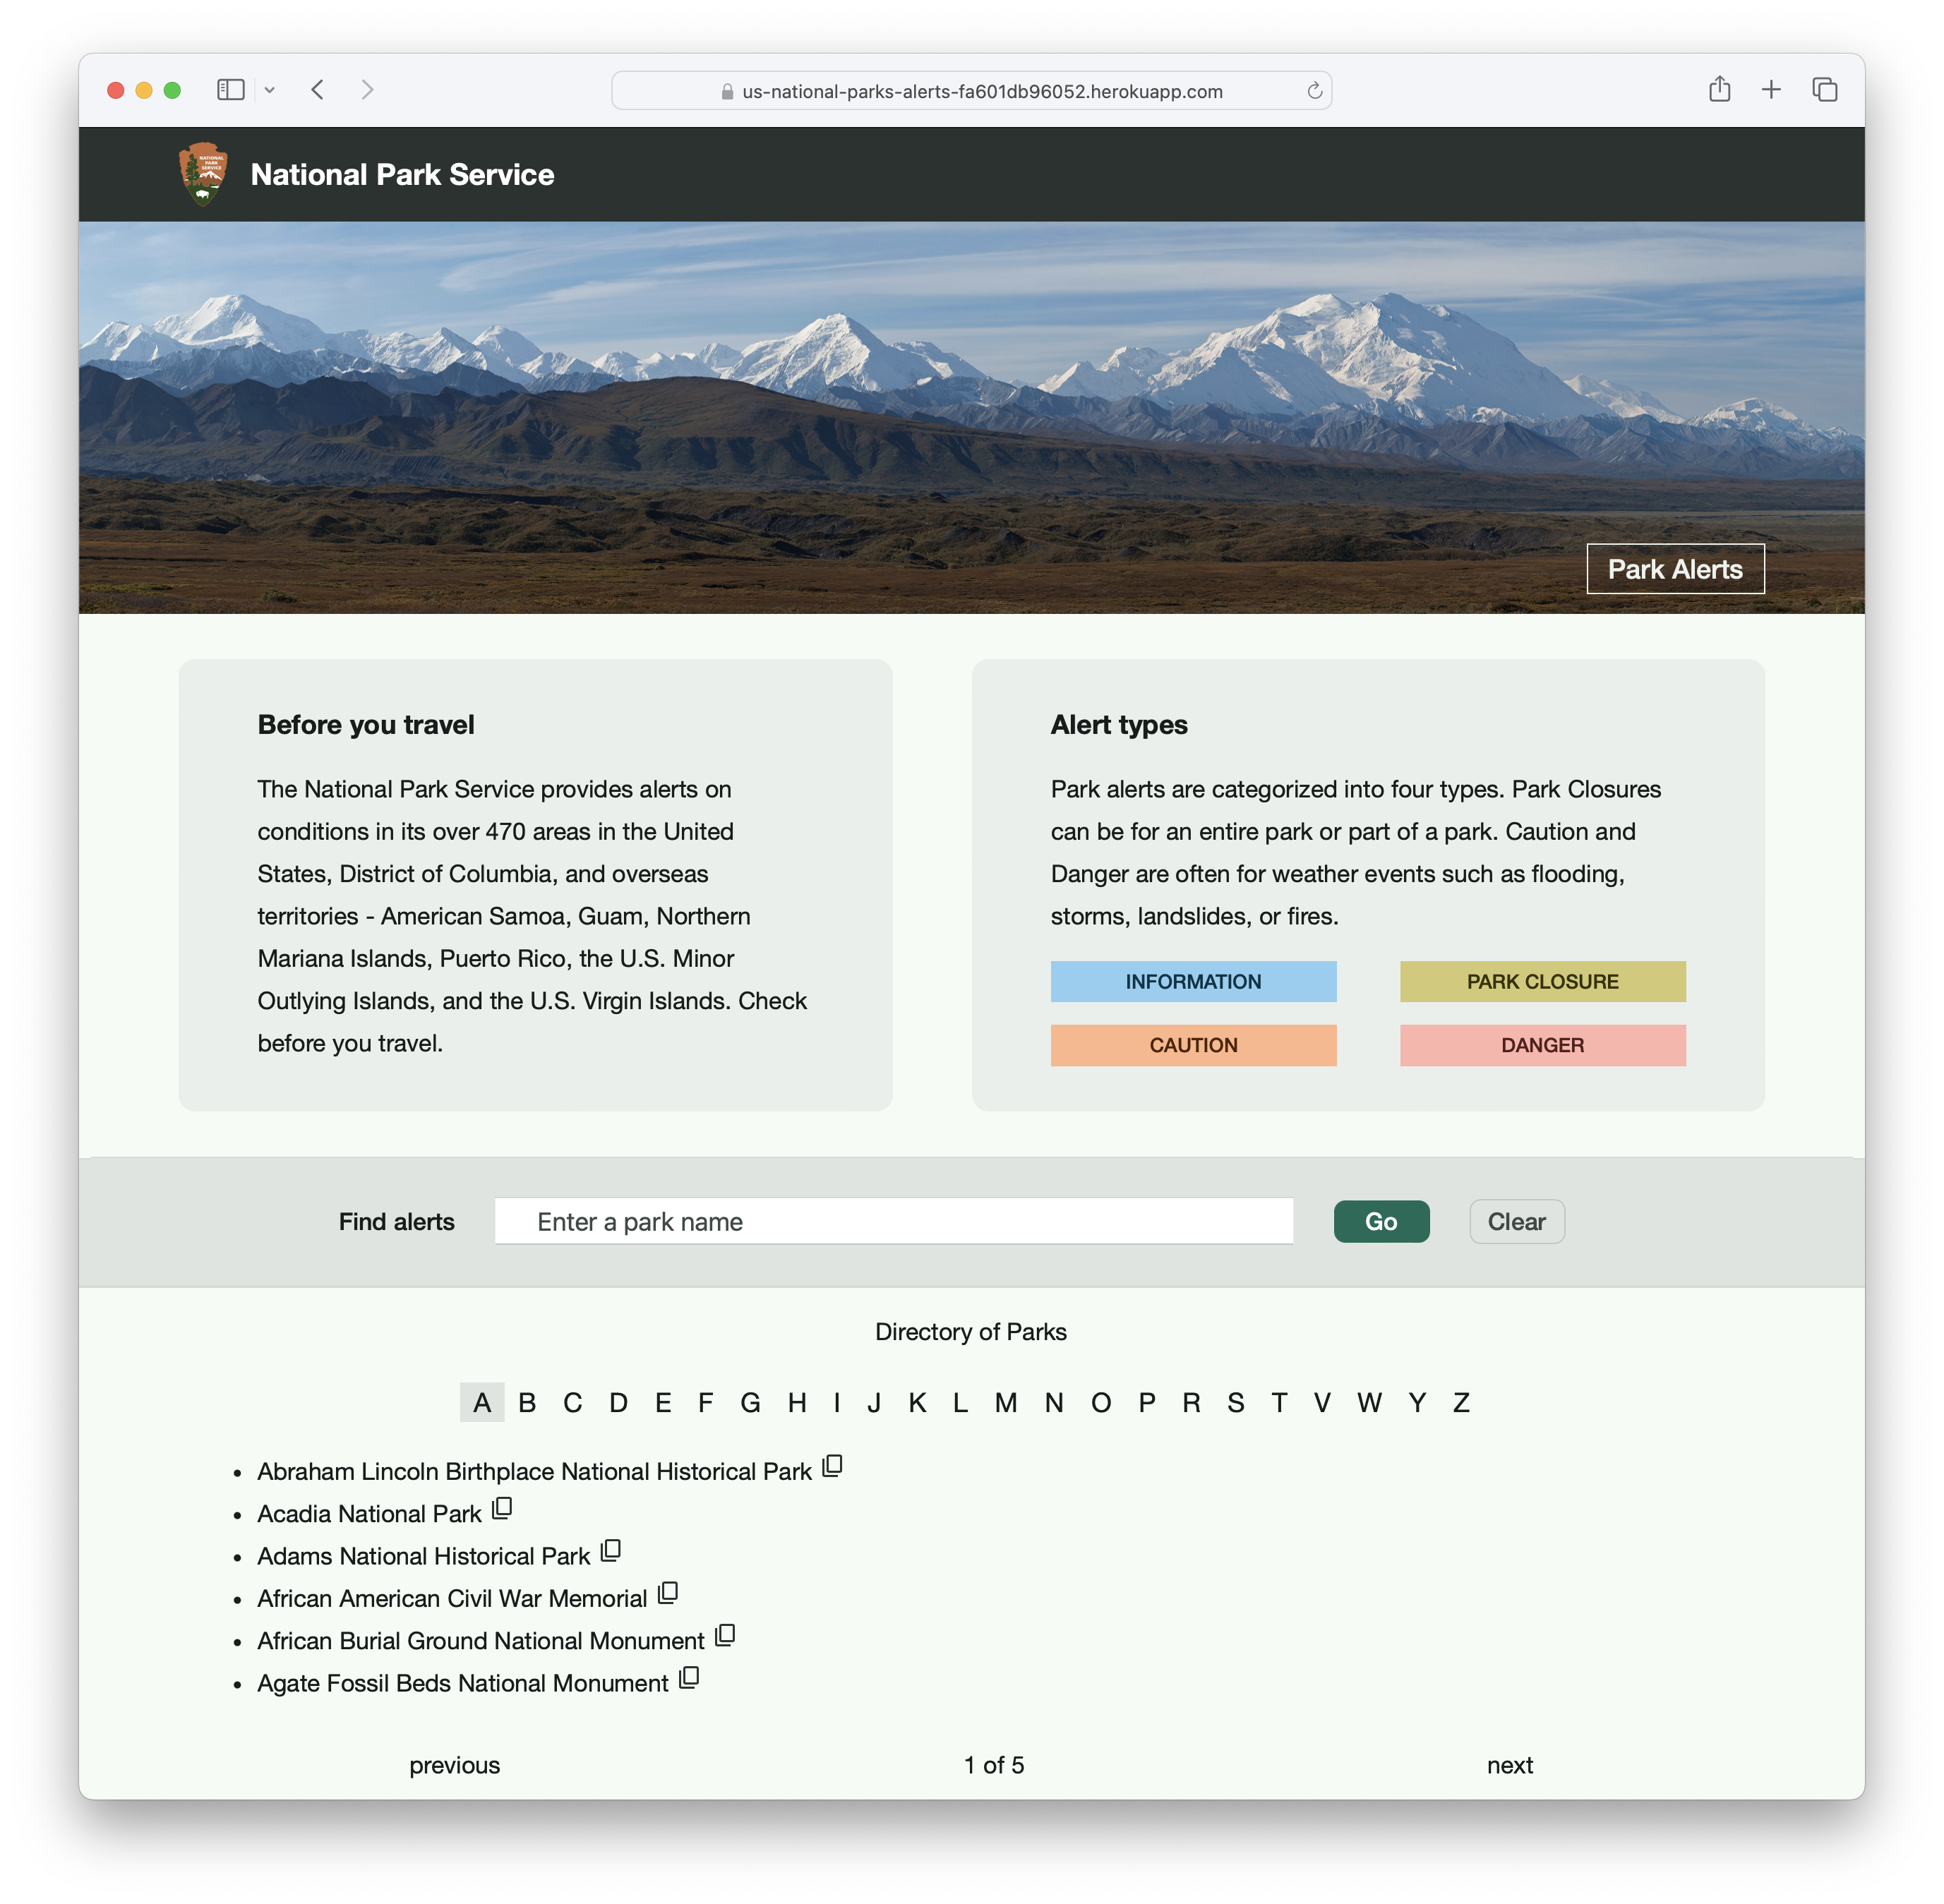 us-national-parks-alerts-fa601db96052.herokuapp.com
NATIONAL
PARK
SERVICE
National Park Service
Park Alerts
Before you travel
The National Park Service provides alerts on
conditions in its over 470 areas in the United
States, District of Columbia, and overseas
territories - American Samoa, Guam, Northern
Mariana Islands, Puerto Rico, the U.S. Minor
Outlying Islands, and the U.S. Virgin Islands. Check
before you travel.
Alert types
Park alerts are categorized into four types. Park Closures
can be for an entire park or part of a park. Caution and
Danger are often for weather events such as flooding,
storms, landslides, or fires.
INFORMATION PARK CLOSURE
CAUTION DANGER
Find alerts Enter a park name Go Clear
Directory of Parks
A B C D E F G H I J K L M N O P R S T V W Y Z
Abraham Lincoln Birthplace National Historical Park
Acadia National Park
Adams National Historical Park
African American Civil War Memorial
African Burial Ground National Monument
Agate Fossil Beds National Monument
previous 1 of 5 next